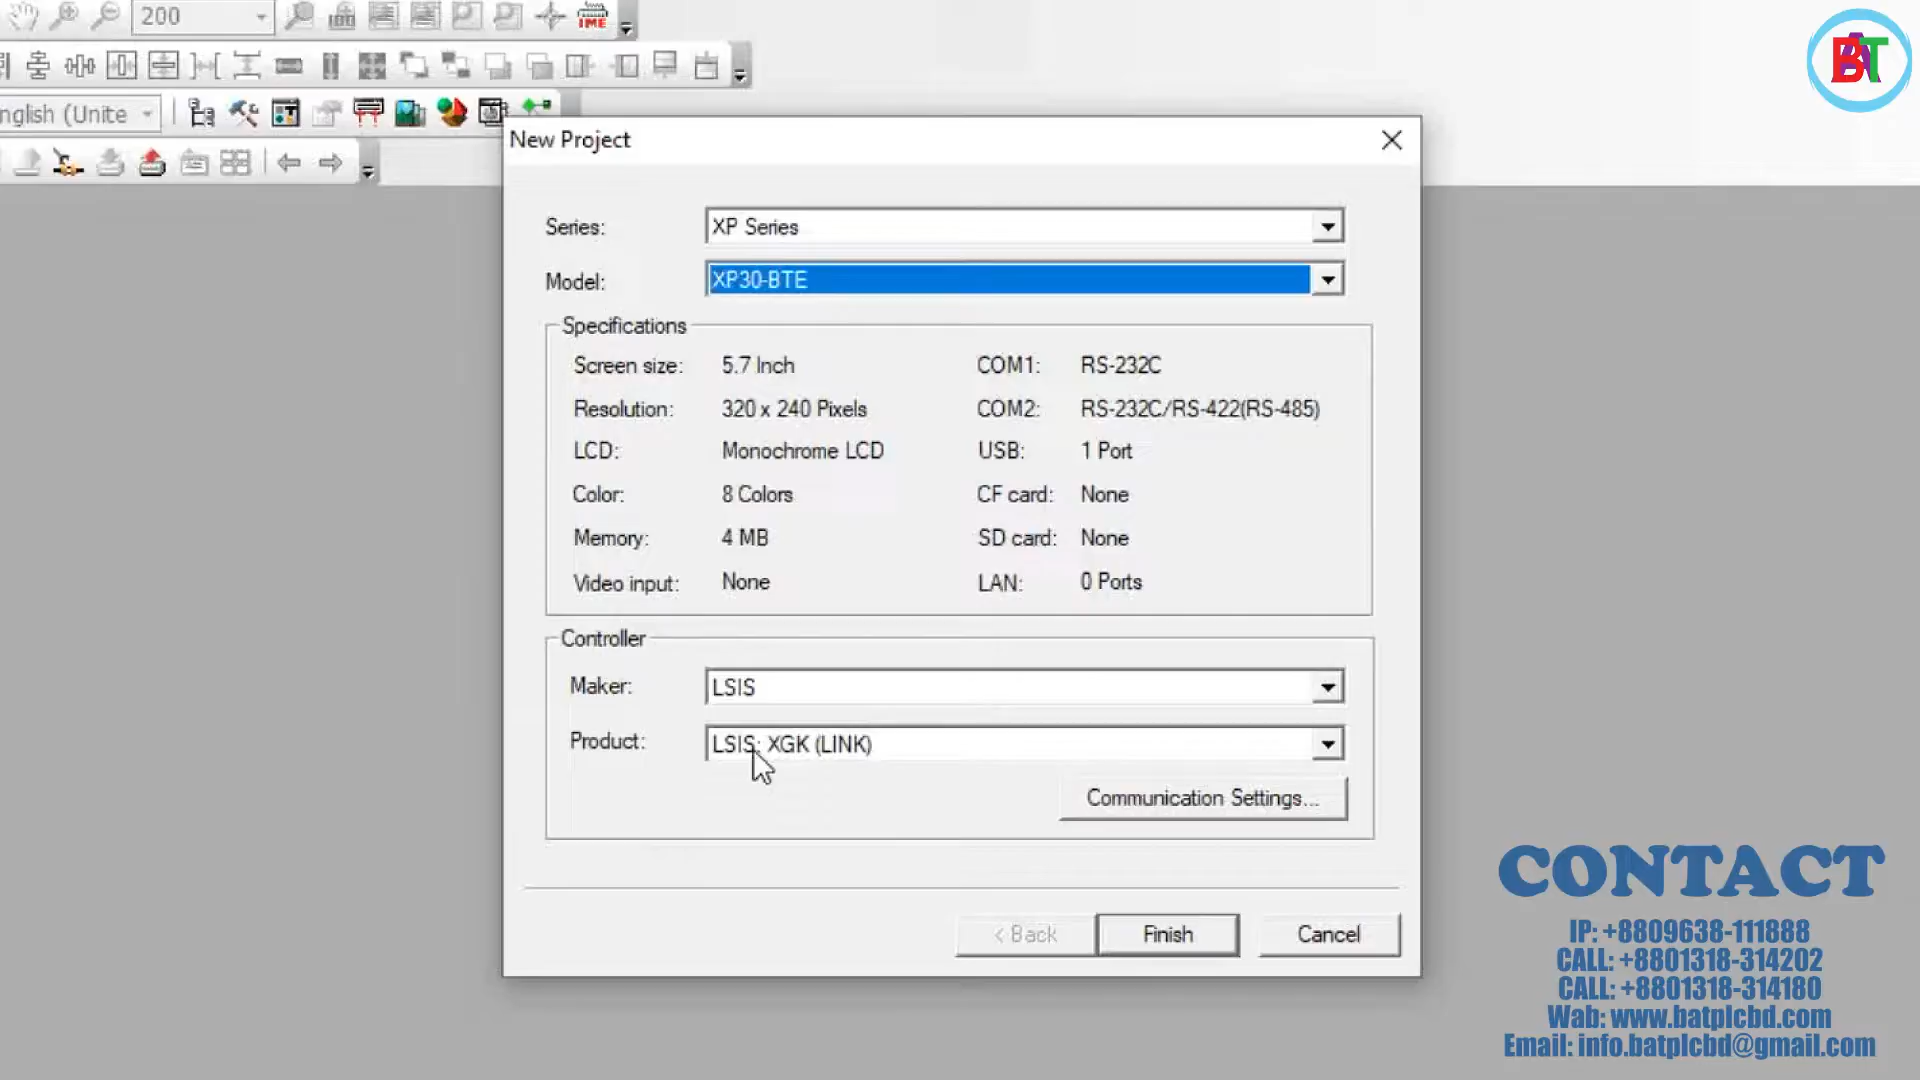 200
IME
BAT
nglish (Unite
New Project
Series:
XP Series
Model:
XP30-BTE
Specifications
Screen size: 5.7 Inch COM1: RS-232C
Resolution: 320 x 240 Pixels COM2: RS-232C/RS-422(RS-485)
LCD: Monochrome LCD USB: 1 Port
Color: 8 Colors CF card: None
Memory: 4 MB SD card: None
Video input: None LAN: 0 Ports
Controller
Maker: LSIS
Product: LSIS: XGK (LINK)
Communication Settings...
< Back Finish Cancel
CONTACT
IP: +8809638-111888
CALL: +8801318-314202
CALL: +8801318-314180
Wab: www.batplcbd.com
Email: info.batplcbd@gmail.com